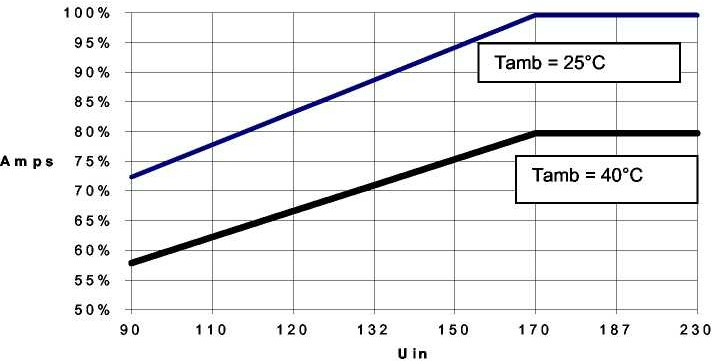 100%
95%
Tamb = 25°C
90%
85%
80%
Amps 75%
Tamb = 40°C
70%
65%
60%
55%
50%
90 110 120 132 150 170 187 230
Uin